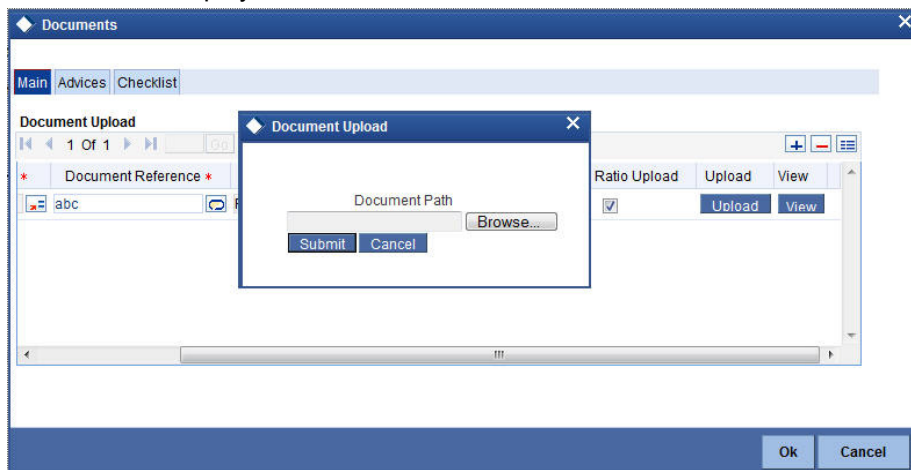 Documents
Main Advices Checklist
Document Upload
1 Of 1 Go
* Document Reference * Ratio Upload Upload View
abc Upload View
Document Upload
Document Path
Browse...
Submit Cancel
Ok Cancel